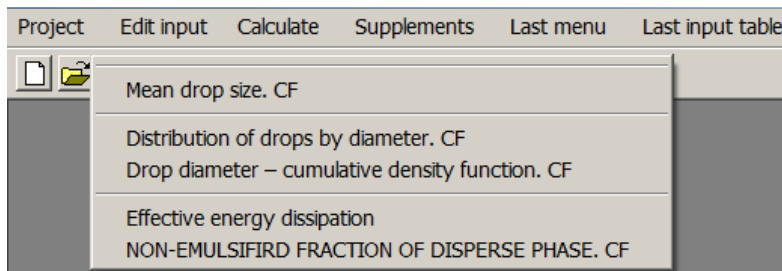 Project Edit input Calculate Supplements Last menu Last input table
Mean drop size. CF
Distribution of drops by diameter. CF
Drop diameter – cumulative density function. CF
Effective energy dissipation
NON-EMULSIFIRD FRACTION OF DISPERSE PHASE. CF